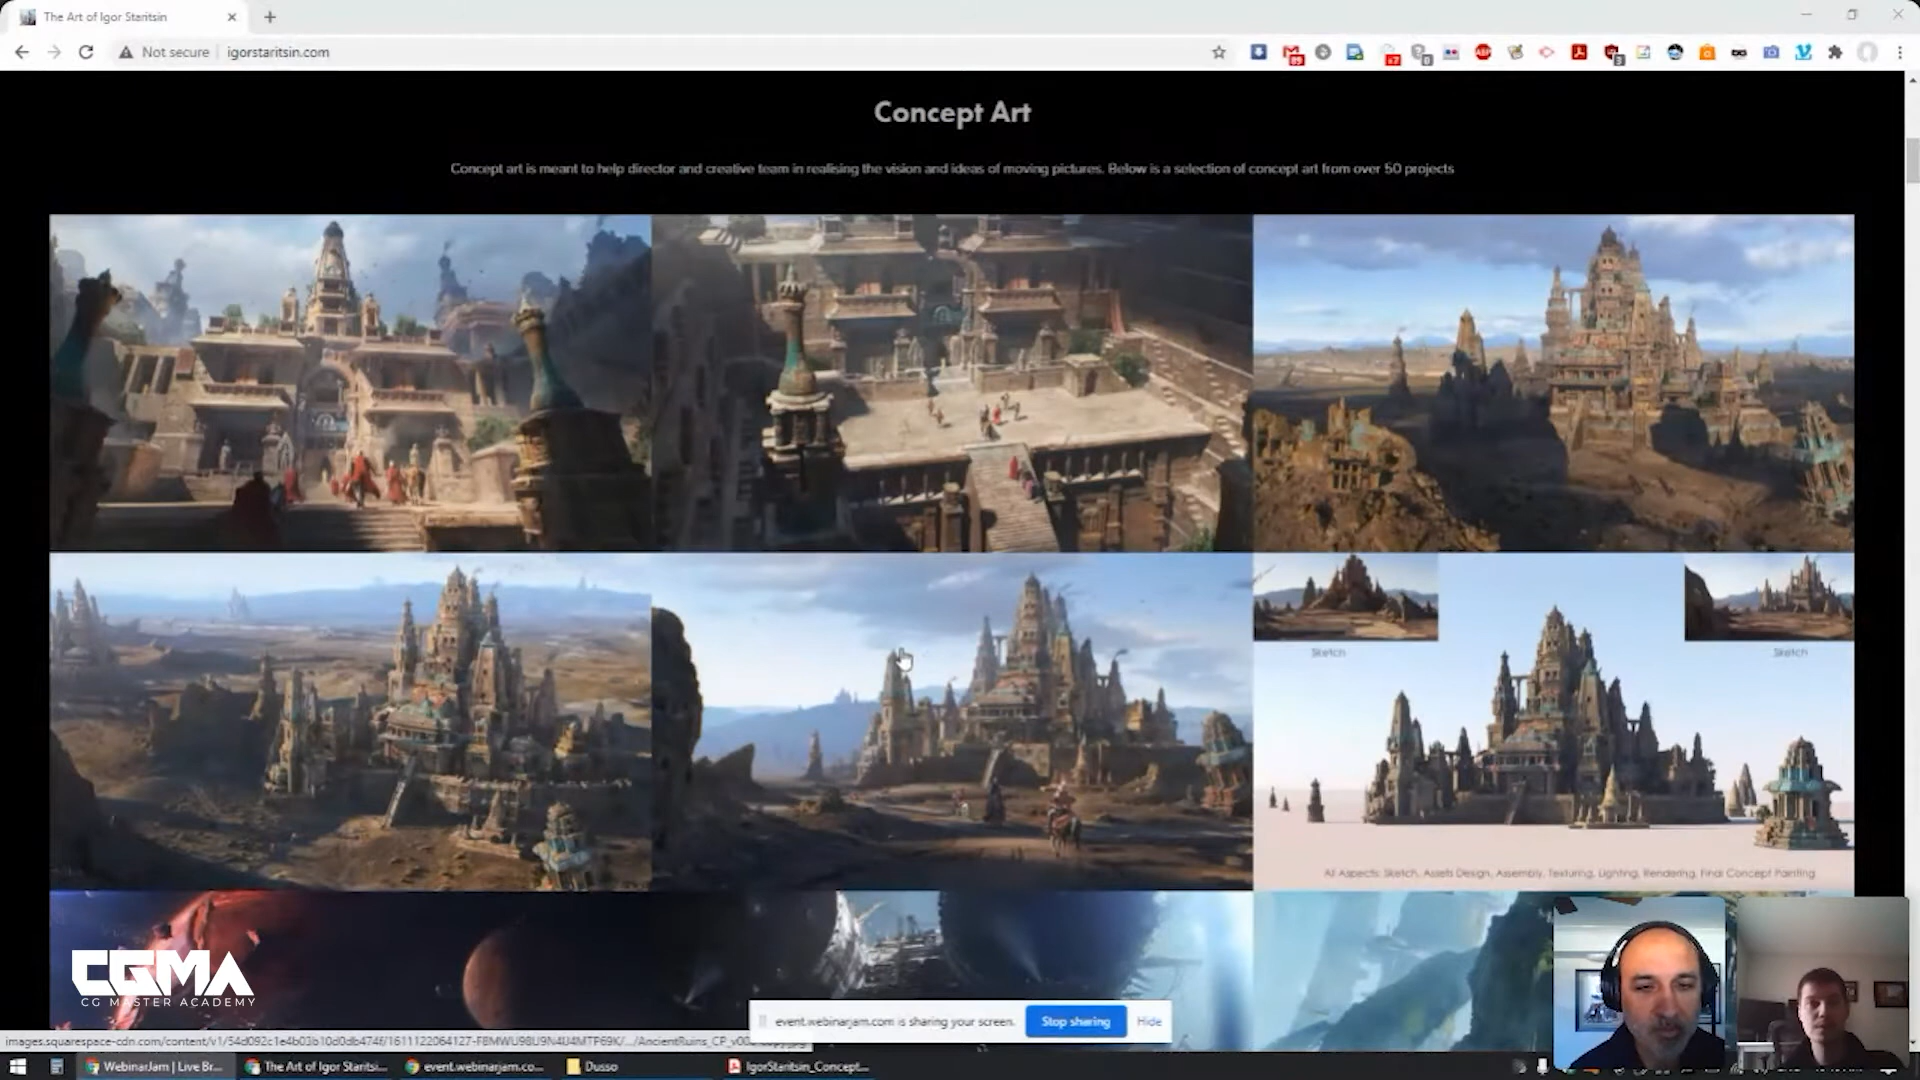 The Art of Igor Staritsin
Not secure
igorstaritsin.com
Concept Art
Concept art is meant to help director and creative team in realising the vision and ideas of moving pictures. Below is a selection of concept art from over 50 projects
Sketch
Sketch
All Aspects: Sketch, Assets Design, Assembly, Texturing, Lighting, Rendering, Final Concept Painting
CGMA
CG MASTER ACADEMY
event.webinarjam.com is sharing your screen.
Stop sharing
Hide
WebinarJam | Live Br...
The Art of Igor Staritsi...
event.webinarjam.co...
Dusso
IgorStaritsin_Concept...